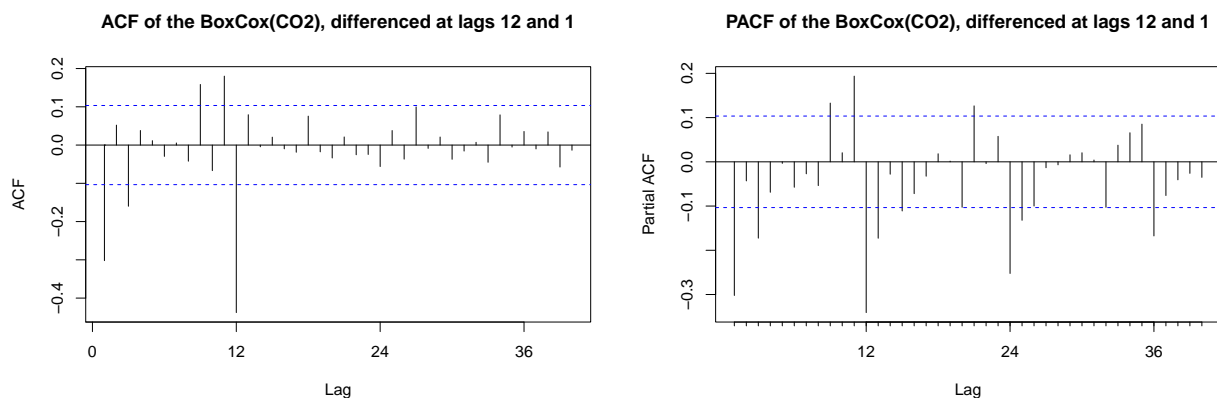 ACF of the BoxCox(CO2), differenced at lags 12 and 1
ACF
0.2
0.1
0.0
−0.2
−0.4
0
12
24
36
Lag
PACF of the BoxCox(CO2), differenced at lags 12 and 1
Partial ACF
0.2
0.1
0.0
−0.1
−0.3
12
24
36
Lag